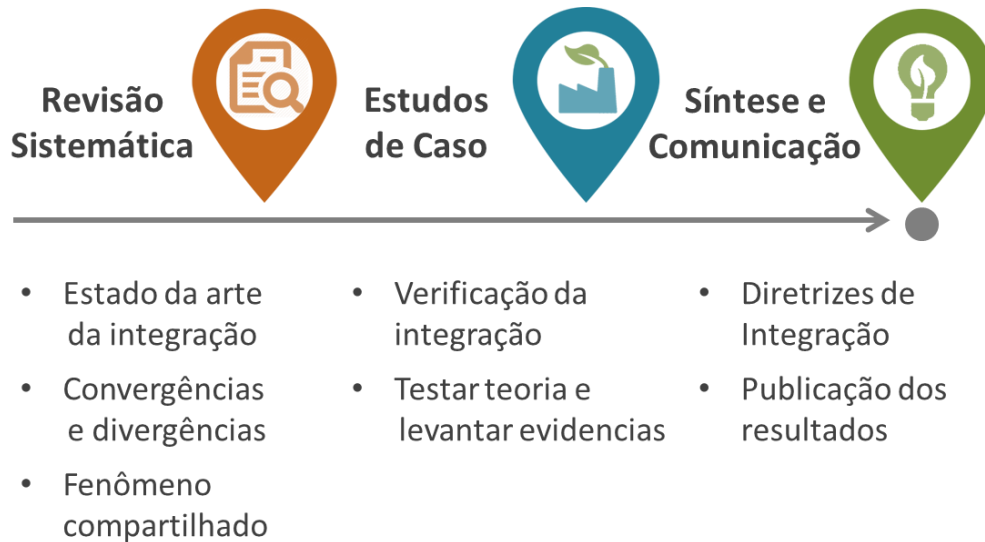 Revisão
Sistemática
Estudos
de Caso
Síntese e
Comunicação
• Estado da arte
da integração
• Convergências
e divergências
• Fenômeno
compartilhado
• Verificação da
integração
• Testar teoria e
levantar evidencias
• Diretrizes de
Integração
• Publicação dos
resultados